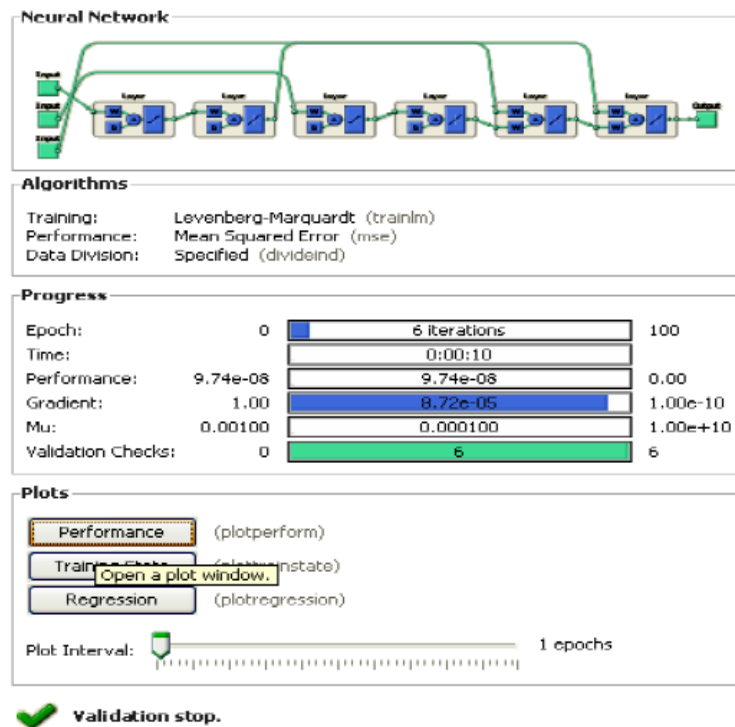 Neural Network
Input
Input
Input
Layer
Layer
Layer
Layer
Layer
Layer
Output
W
b
W
b
W
b
W
b
W
b
W
b
Algorithms
Training: Levenberg-Marquardt (trainlm)
Performance: Mean Squared Error (mse)
Data Division: Specified (divideind)
Progress
Epoch: 0 6 iterations 100
Time: 0:00:10
Performance: 9.74e-08 9.74e-08 0.00
Gradient: 1.00 8.72e-05 1.00e-10
Mu: 0.00100 0.000100 1.00e+10
Validation Checks: 0 6 6
Plots
Performance (plotperform)
Open a plot window.
Regression (plotregression)
Plot Interval: 1 epochs
Validation stop.